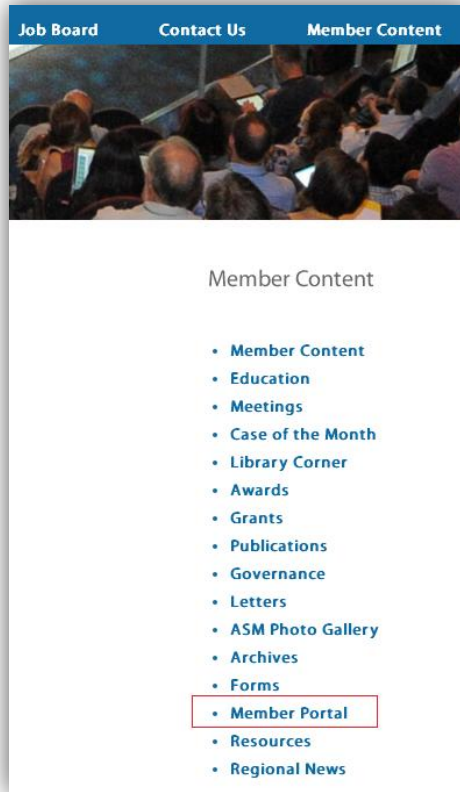 Job Board Contact Us Member Content
Member Content
• Member Content
• Education
• Meetings
• Case of the Month
• Library Corner
• Awards
• Grants
• Publications
• Governance
• Letters
• ASM Photo Gallery
• Archives
• Forms
• Member Portal
• Resources
• Regional News